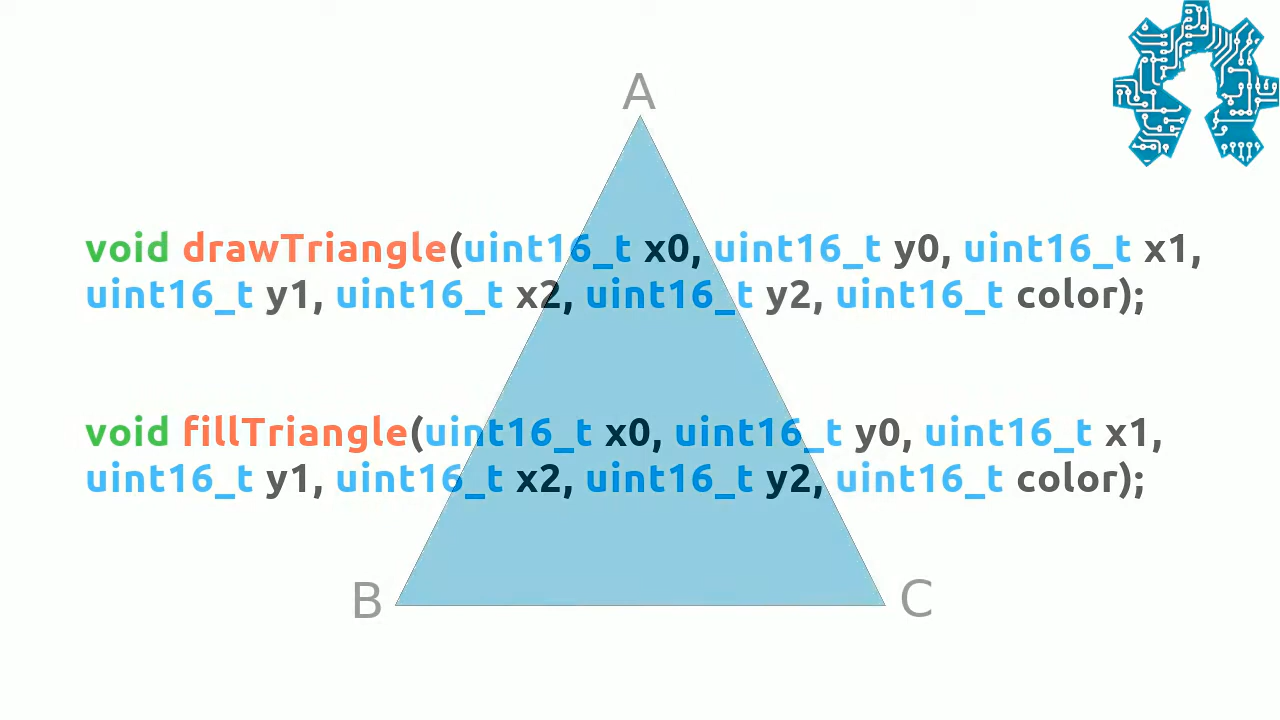 A
void drawTriangle(uint16_t x0, uint16_t y0, uint16_t x1,
uint16_t y1, uint16_t x2, uint16_t y2, uint16_t color);
void fillTriangle(uint16_t x0, uint16_t y0, uint16_t x1,
uint16_t y1, uint16_t x2, uint16_t y2, uint16_t color);
B C